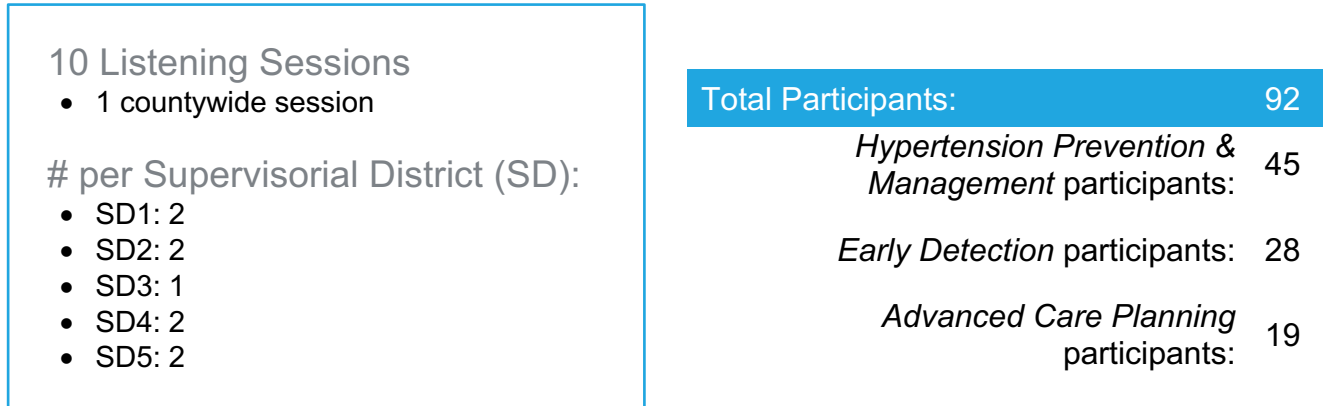 10 Listening Sessions
• 1 countywide session
# per Supervisorial District (SD):
• SD1: 2
• SD2: 2
• SD3: 1
• SD4: 2
• SD5: 2
Total Participants: 92
Hypertension Prevention &
Management participants: 45
Early Detection participants: 28
Advanced Care Planning
participants: 19